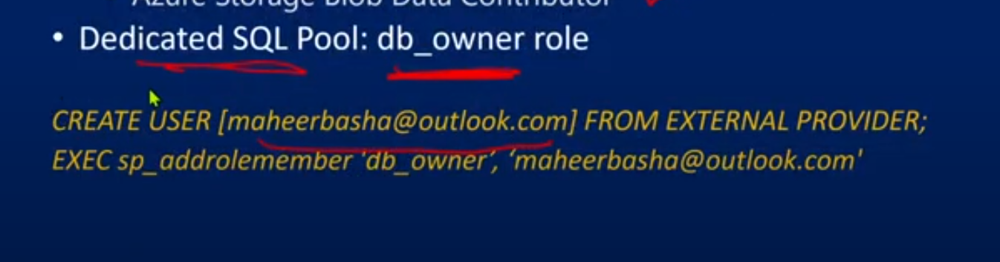 Azure Storage Blob Data Contributor
• Dedicated SQL Pool: db_owner role
CREATE USER [maheerbasha@outlook.com] FROM EXTERNAL PROVIDER;
EXEC sp_addrolemember 'db_owner', ‘maheerbasha@outlook.com'